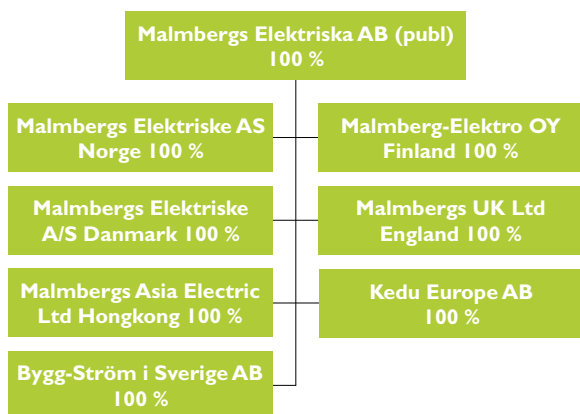 Malmbergs Elektriska AB (publ)
100 %
Malmbergs Elektriske AS
Norge 100 %
Malmberg-Elektro OY
Finland 100 %
Malmbergs Elektriske
A/S Danmark 100 %
Malmbergs UK Ltd
England 100 %
Malmbergs Asia Electric
Ltd Hongkong 100 %
Kedu Europe AB
100 %
Bygg-Ström i Sverige AB
100 %